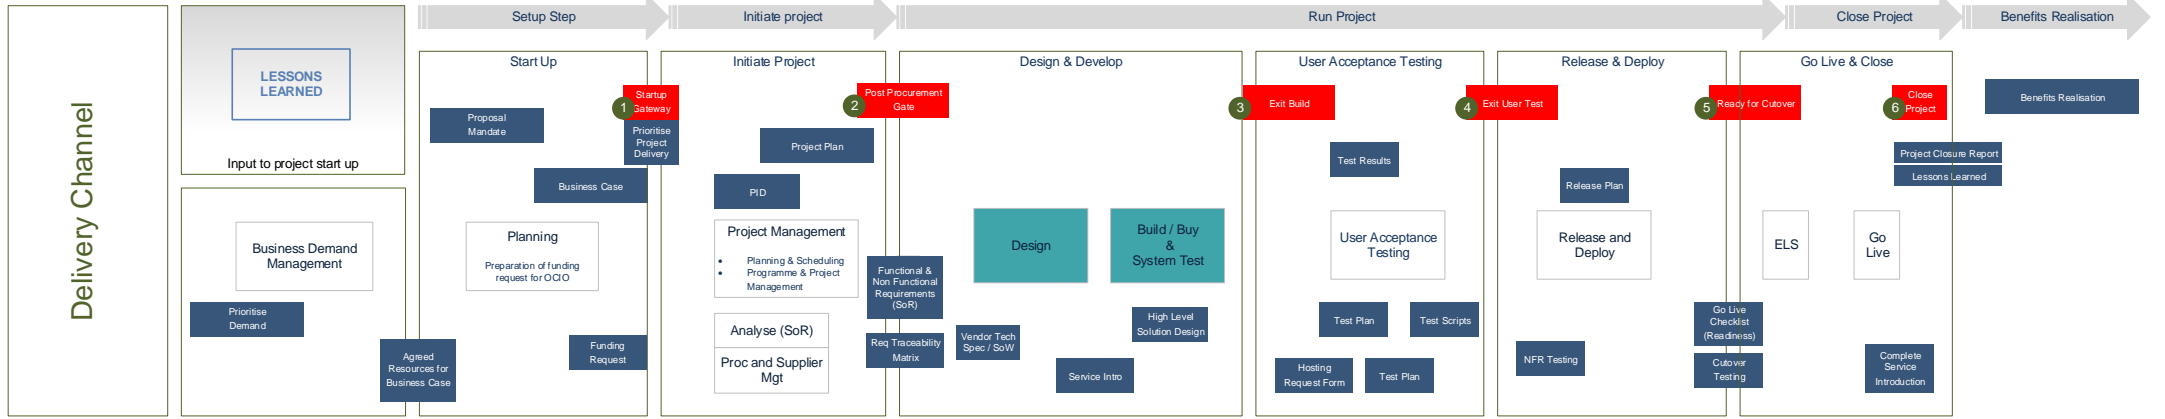 Setup Step
Initiate project
Run Project
Close Project
Benefits Realisation
Delivery Channel
LESSONS
LEARNED
Input to project start up
Business Demand
Management
Prioritise
Demand
Agreed
Resources for
Business Case
Start Up
1
Startup
Gateway
Proposal
Mandate
Prioritise
Project
Delivery
Business Case
Planning
Preparation of funding
request for OCIO
Funding
Request
Initiate Project
2
Post Procurement
Gate
Project Plan
PID
Project Management
• Planning & Scheduling
• Programme & Project
Management
Functional &
Non Functional
Requirements
(SoR)
Analyse (SoR)
Proc and Supplier
Mgt
Req Traceability
Matrix
Design & Develop
3
Exit Build
Design
Build / Buy
&
System Test
High Level
Solution Design
Vendor Tech
Spec / SoW
Service Intro
User Acceptance Testing
4
Exit User Test
Test Results
User Acceptance
Testing
Test Plan
Test Scripts
Hosting
Request Form
Test Plan
Release & Deploy
5
Ready for Cutover
Release Plan
Release and
Deploy
Go Live
Checklist
(Readiness)
NFR Testing
Cutover
Testing
Go Live & Close
6
Close
Project
Project Closure Report
Lessons Learned
ELS
Go
Live
Complete
Service
Introduction
Benefits Realisation